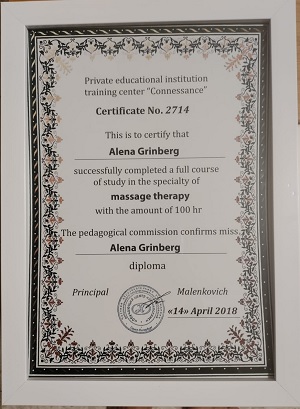 Private educational institution
training center "Connessance"
Certificate No. 2714
This is to certify that
Alena Grinberg
successfully completed a full course
of study in the specialty of
massage therapy
with the amount of 100 hr
The pedagogical commission confirms miss
Alena Grinberg
diploma
Principal Malenkovich
«14» April 2018